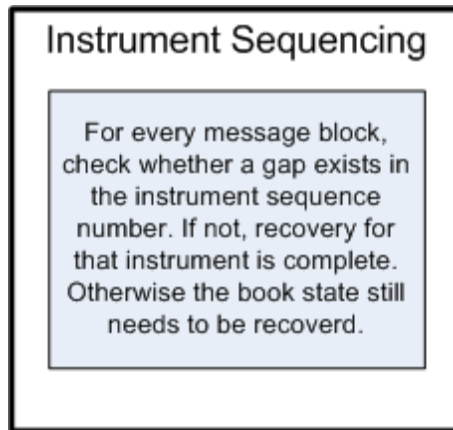 Instrument Sequencing
For every message block,
check whether a gap exists in
the instrument sequence
number. If not, recovery for
that instrument is complete.
Otherwise the book state still
needs to be recoverd.